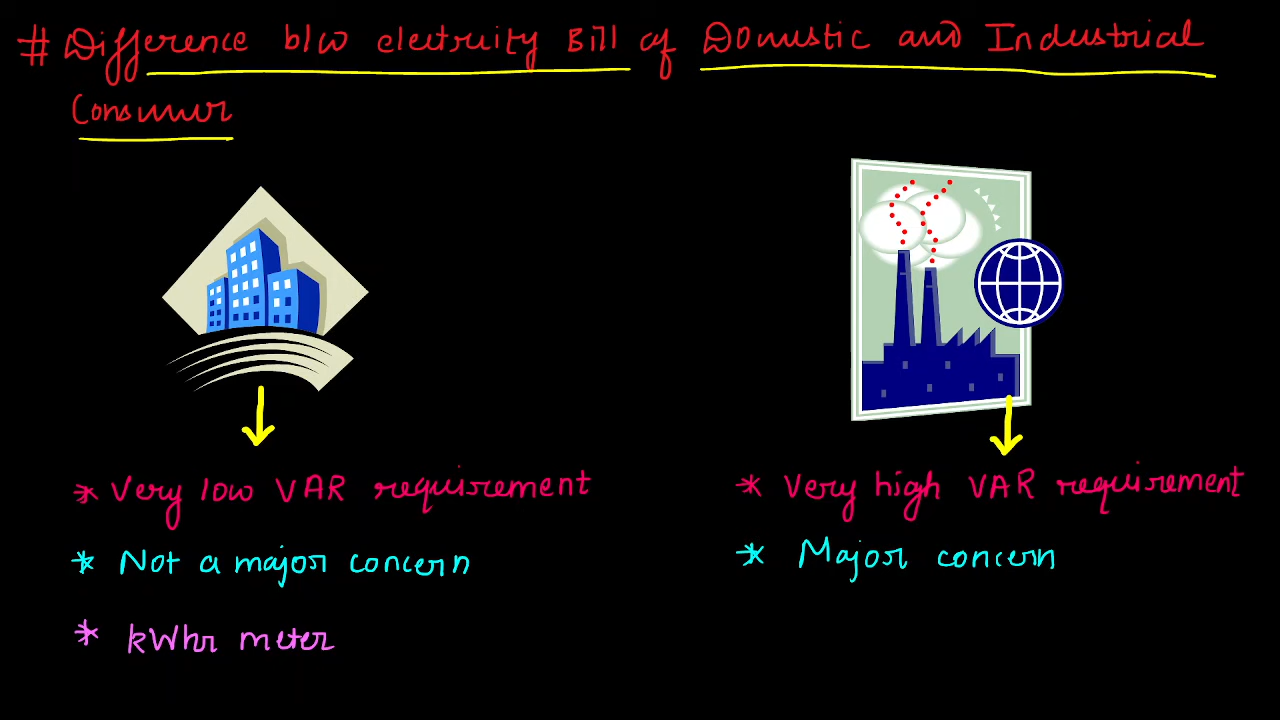 # Difference b/w electricity Bill of Domestic and Industrial
Consumer
* Very low VAR requirement
* Not a major concern
* kWhr meter
* Very high VAR requirement
* Major concern